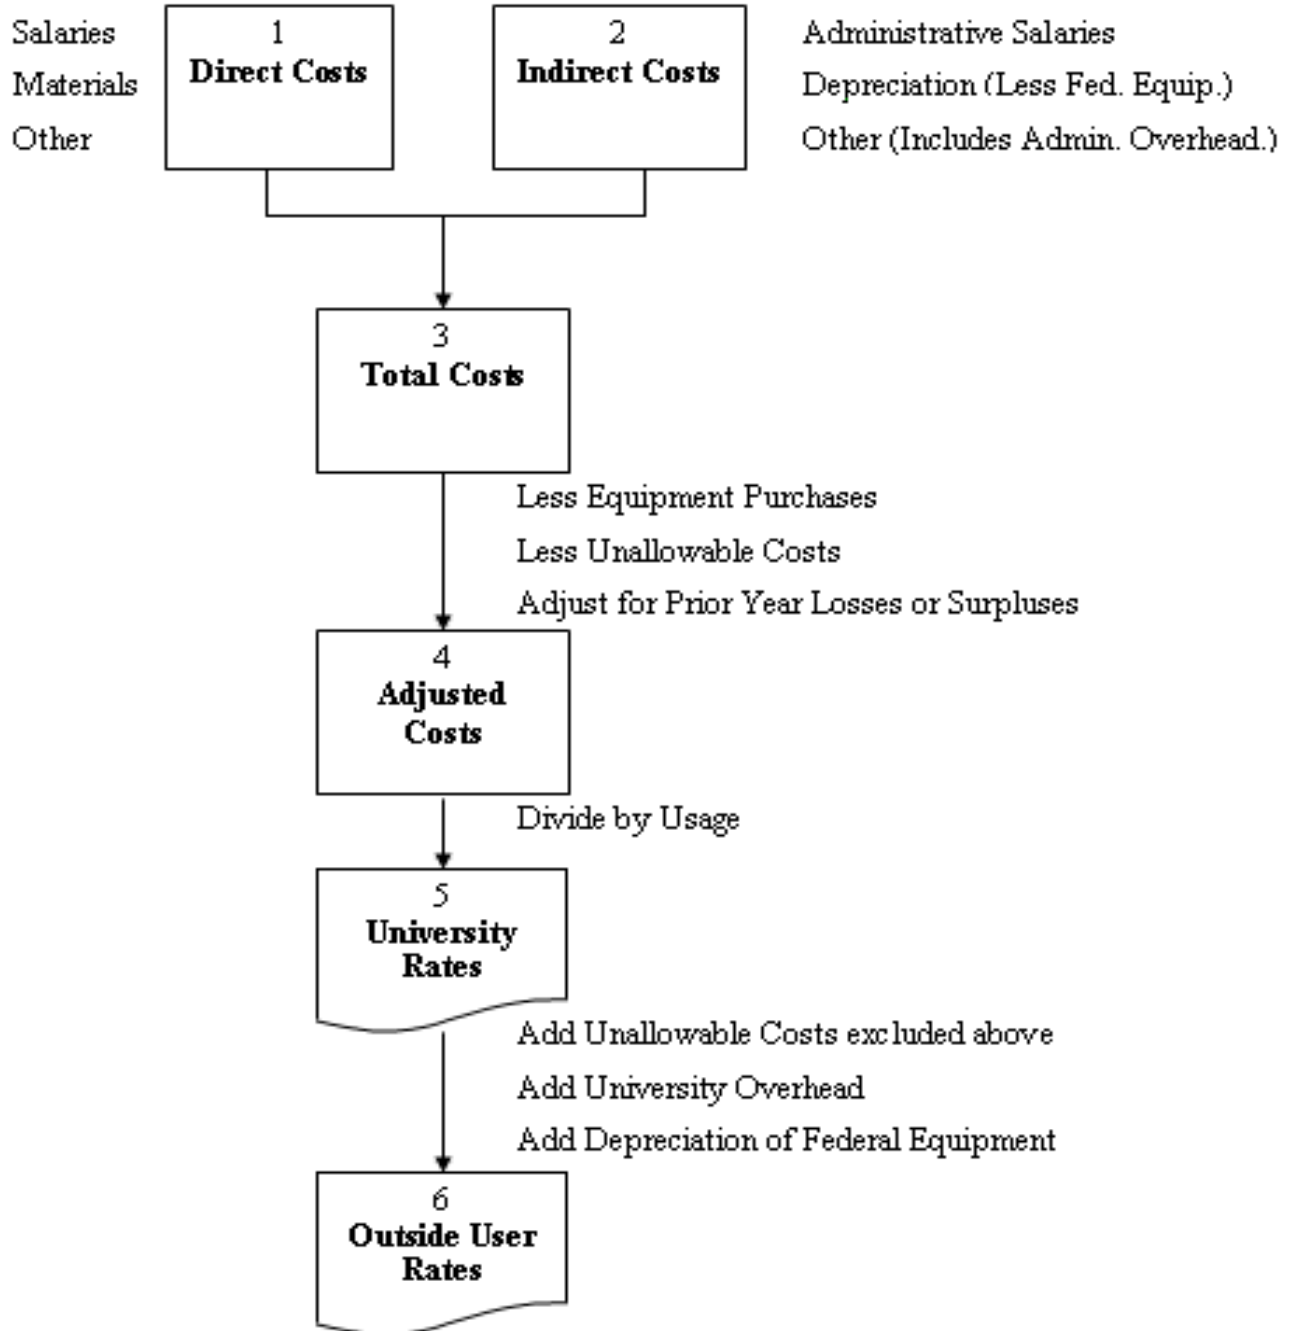 Salaries
Materials
Other
1
Direct Costs
2
Indirect Costs
Administrative Salaries
Depreciation (Less Fed. Equip.)
Other (Includes Admin. Overhead.)
3
Total Costs
Less Equipment Purchases
Less Unallowable Costs
Adjust for Prior Year Losses or Surpluses
4
Adjusted
Costs
Divide by Usage
5
University
Rates
Add Unallowable Costs excluded above
Add University Overhead
Add Depreciation of Federal Equipment
6
Outside User
Rates